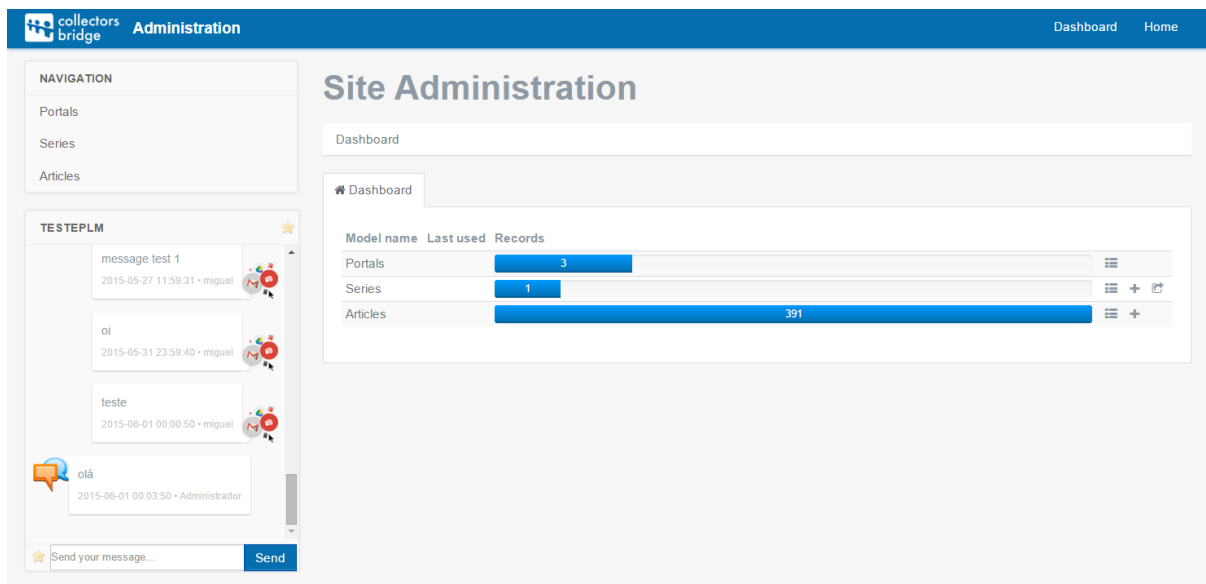 collectors
bridge
Administration
Dashboard Home
NAVIGATION
Portals
Series
Articles
TESTEPLM
message test 1
2015-05-27 11:59:31 • miguel
oi
2015-05-31 23:59:40 • miguel
teste
2015-06-01 00:00:50 • miguel
olá
2015-06-01 00:03:50 • Administrador
Send your message... Send
Site Administration
Dashboard
Dashboard
Model name Last used Records
Portals 3
Series 1
Articles 391